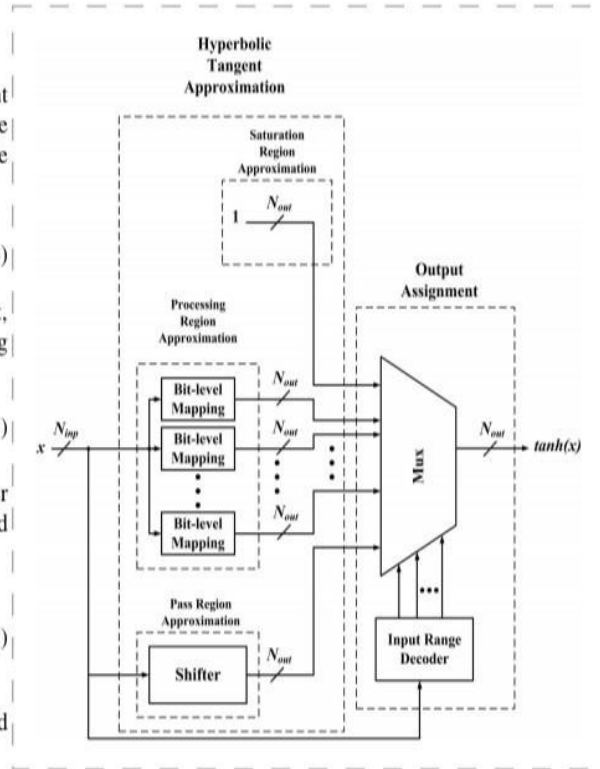 Hyperbolic
Tangent
Approximation
Saturation
Region
Approximation
1
N_out
Output
Assignment
Processing
Region
Approximation
Bit-level
Mapping
N_out
Bit-level
Mapping
N_out
x
N_inp
Bit-level
Mapping
N_out
Mux
N_out
tanh(x)
Pass Region
Approximation
Shifter
N_out
Input Range
Decoder